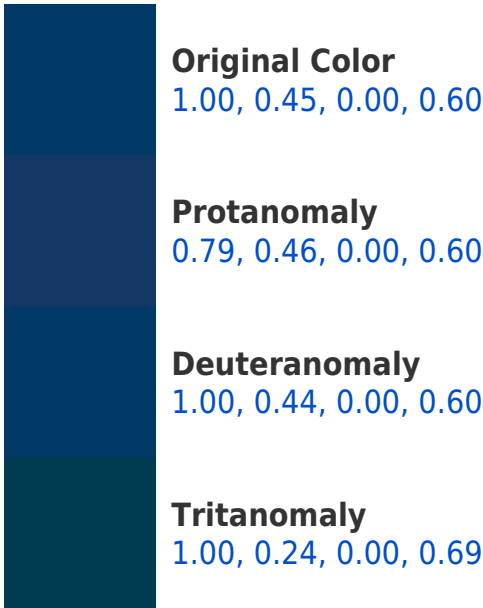 Original Color
1.00, 0.45, 0.00, 0.60
Protanomaly
0.79, 0.46, 0.00, 0.60
Deuteranomaly
1.00, 0.44, 0.00, 0.60
Tritanomaly
1.00, 0.24, 0.00, 0.69